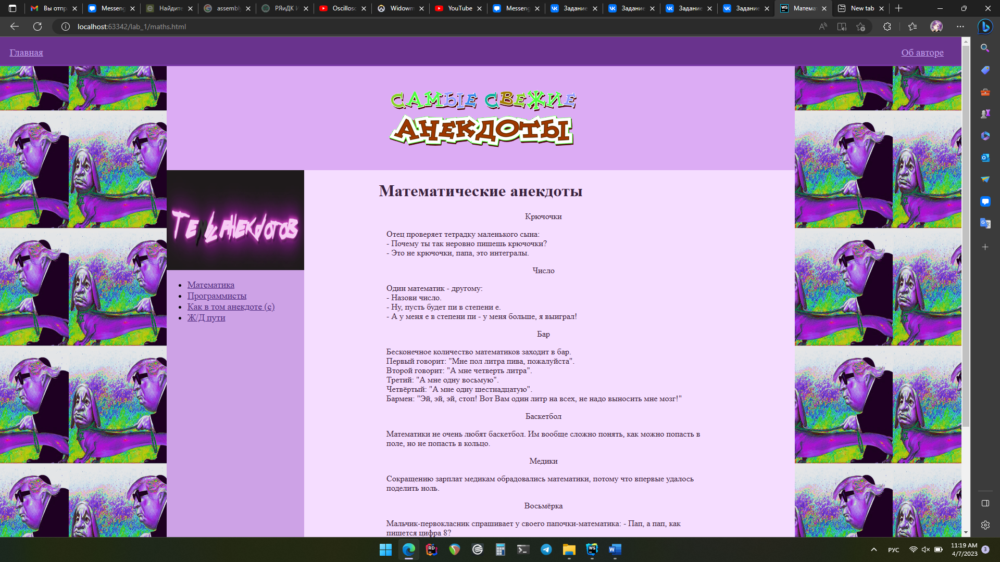 Вы отпр
Messeng
Найдите
assembly
РЯиДК И
Oscillosc
Widowm
YouTube
Messeng
Задание
Задание
Задание
Задание
Матема
New tab
localhost:63342/lab_1/maths.html
Главная
Об авторе
САМЫЕ СВЕЖИЕ
АНЕКДОТЫ
Тень анекдотов
Математика
Программисты
Как в том анекдоте (с)
Ж/Д пути
Математические анекдоты
Крючочки
Отец проверяет тетрадку маленького сына:
- Почему ты так неровно пишешь крючочки?
- Это не крючочки, папа, это интегралы.
Число
Один математик - другому:
- Назови число.
- Ну, пусть будет пи в степени е.
- А у меня е в степени пи - у меня больше, я выиграл!
Бар
Бесконечное количество математиков заходит в бар.
Первый говорит: "Мне пол литра пива, пожалуйста".
Второй говорит: "А мне четверть литра".
Третий: "А мне одну восьмую".
Четвёртый: "А мне одну шестнадцатую".
Бармен: "Эй, эй, эй, стоп! Вот Вам один литр на всех, не надо выносить мне мозг!"
Баскетбол
Математики не очень любят баскетбол. Им вообще сложно понять, как можно попасть в
поле, но не попасть в кольцо.
Медики
Сокращению зарплат медикам обрадовались математики, потому что впервые удалось
поделить ноль.
Восьмёрка
Мальчик-первокласник спрашивает у своего папочки-математика: - Пап, а пап, как
пишется цифра 8?
РУС
11:19 AM
4/7/2023
3